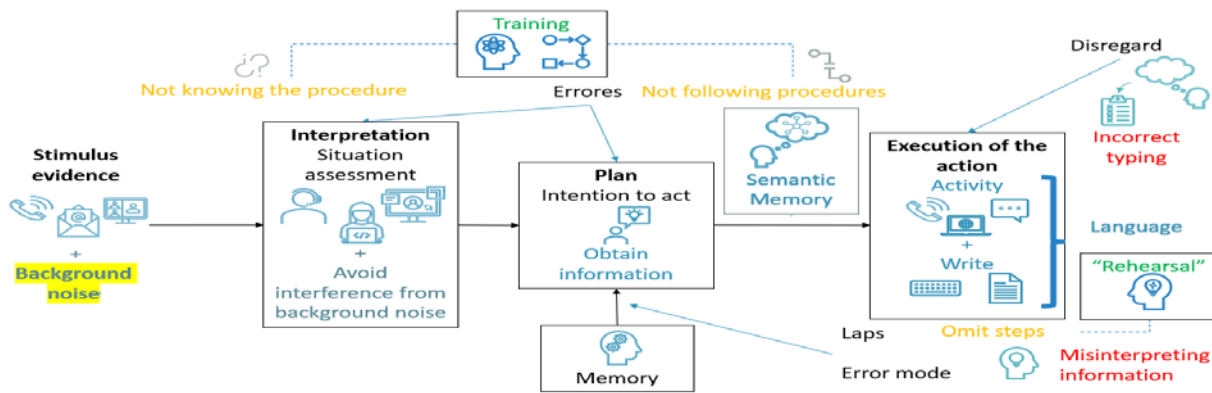 Training
Disregard
Not knowing the procedure
Errores
Not following procedures
Incorrect
typing
Stimulus
evidence
+
Background
noise
Interpretation
Situation
assessment
+
Avoid
interference from
background noise
Plan
Intention to act
Obtain
information
Memory
Semantic
Memory
Execution of the
action
Activity
+
Write
Language
“Rehearsal”
Laps
Omit steps
Error mode
Misinterpreting
information